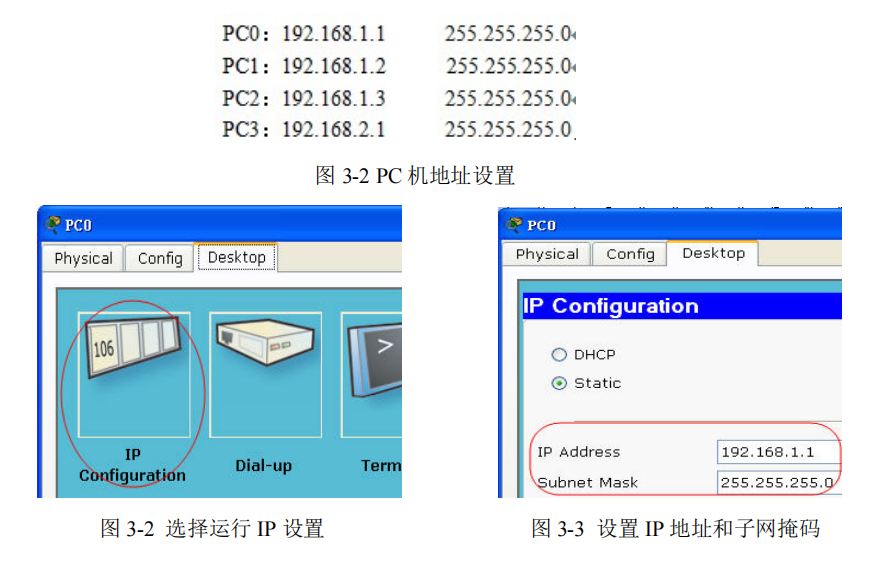 PC0：192.168.1.1 255.255.255.0
PC1：192.168.1.2 255.255.255.0
PC2：192.168.1.3 255.255.255.0
PC3：192.168.2.1 255.255.255.0
图 3-2 PC 机地址设置
PC0
Physical Config Desktop
106
IP
Configuration
Dial-up
Term
图 3-2 选择运行 IP 设置
PC0
Physical Config Desktop
IP Configuration
DHCP
Static
IP Address 192.168.1.1
Subnet Mask 255.255.255.0
图 3-3 设置 IP 地址和子网掩码